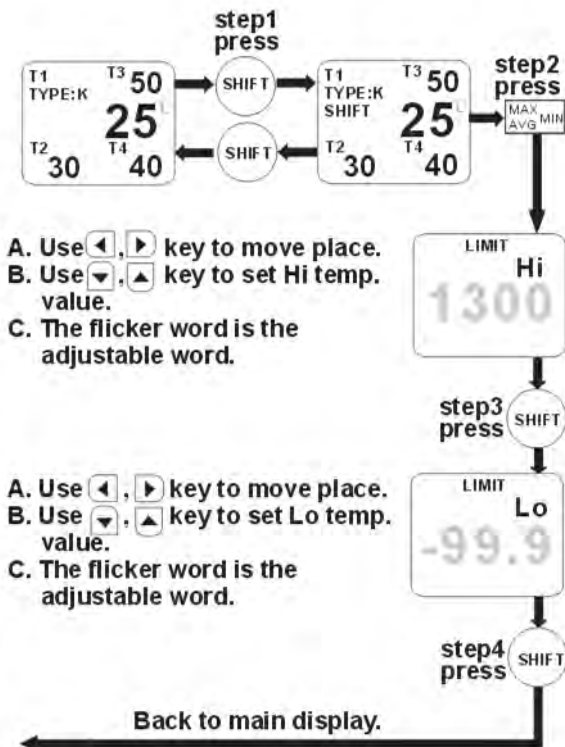 step1
press
T1 T3 50
TYPE:K
25
T2 30 T4 40
SHIFT
SHIFT
T1 T3 50
TYPE:K
SHIFT
25
T2 30 T4 40
step2
press
MAX MIN
AVG
A. Use ◀ , ▶ key to move place.
B. Use ▼ , ▲ key to set Hi temp.
value.
C. The flicker word is the
adjustable word.
LIMIT
Hi
1300
step3
press
SHIFT
A. Use ◀ , ▶ key to move place.
B. Use ▼ , ▲ key to set Lo temp.
value.
C. The flicker word is the
adjustable word.
LIMIT
Lo
-99.9
step4
press
SHIFT
Back to main display.